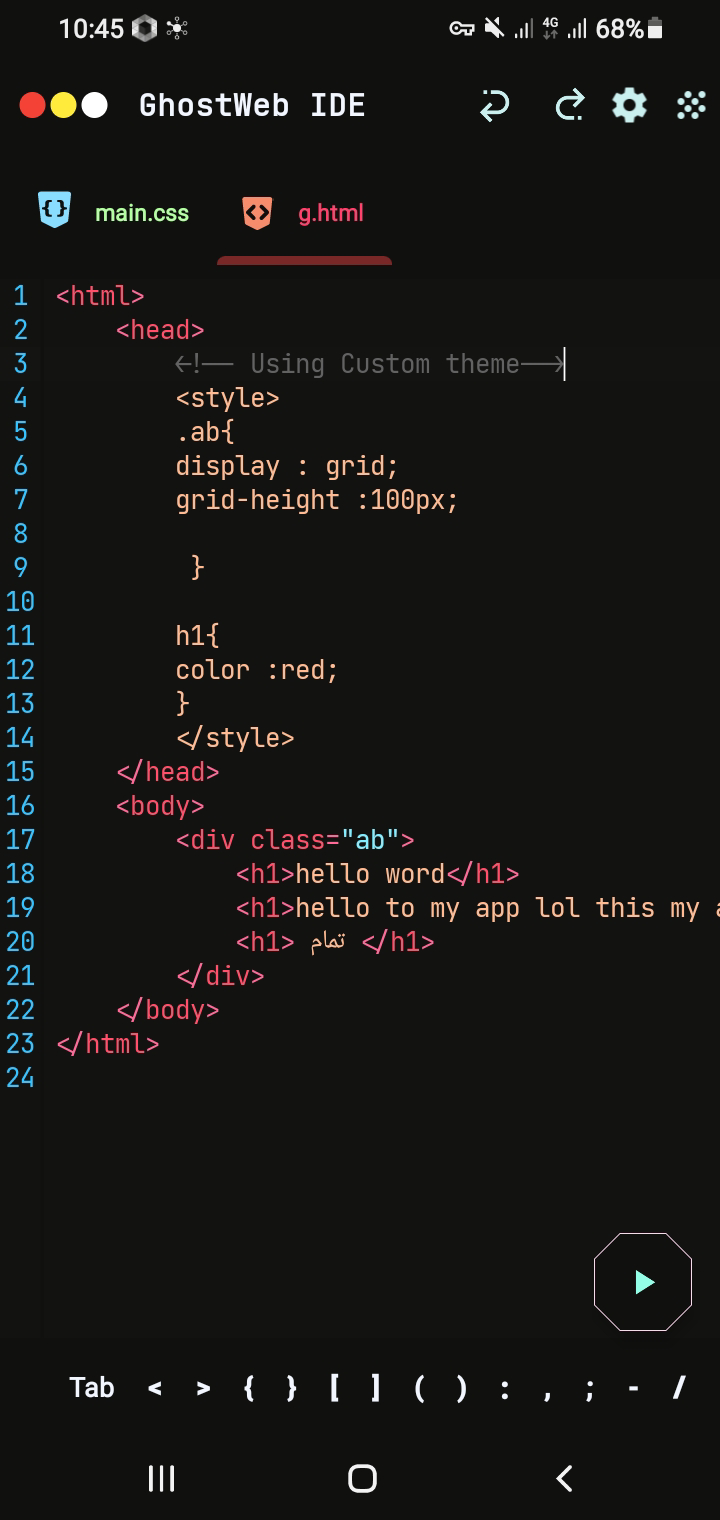 10:45 4G 68%
GhostWeb IDE
main.css g.html
1 <html>
2 <head>
3 <!-- Using Custom theme-->
4 <style>
5 .ab{
6 display : grid;
7 grid-height :100px;
8
9 }
10
11 h1{
12 color :red;
13 }
14 </style>
15 </head>
16 <body>
17 <div class="ab">
18 <h1>hello word</h1>
19 <h1>hello to my app lol this my
20 <h1> تمام </h1>
21 </div>
22 </body>
23 </html>
24
Tab < > { } [ ] ( ) : , ; - /